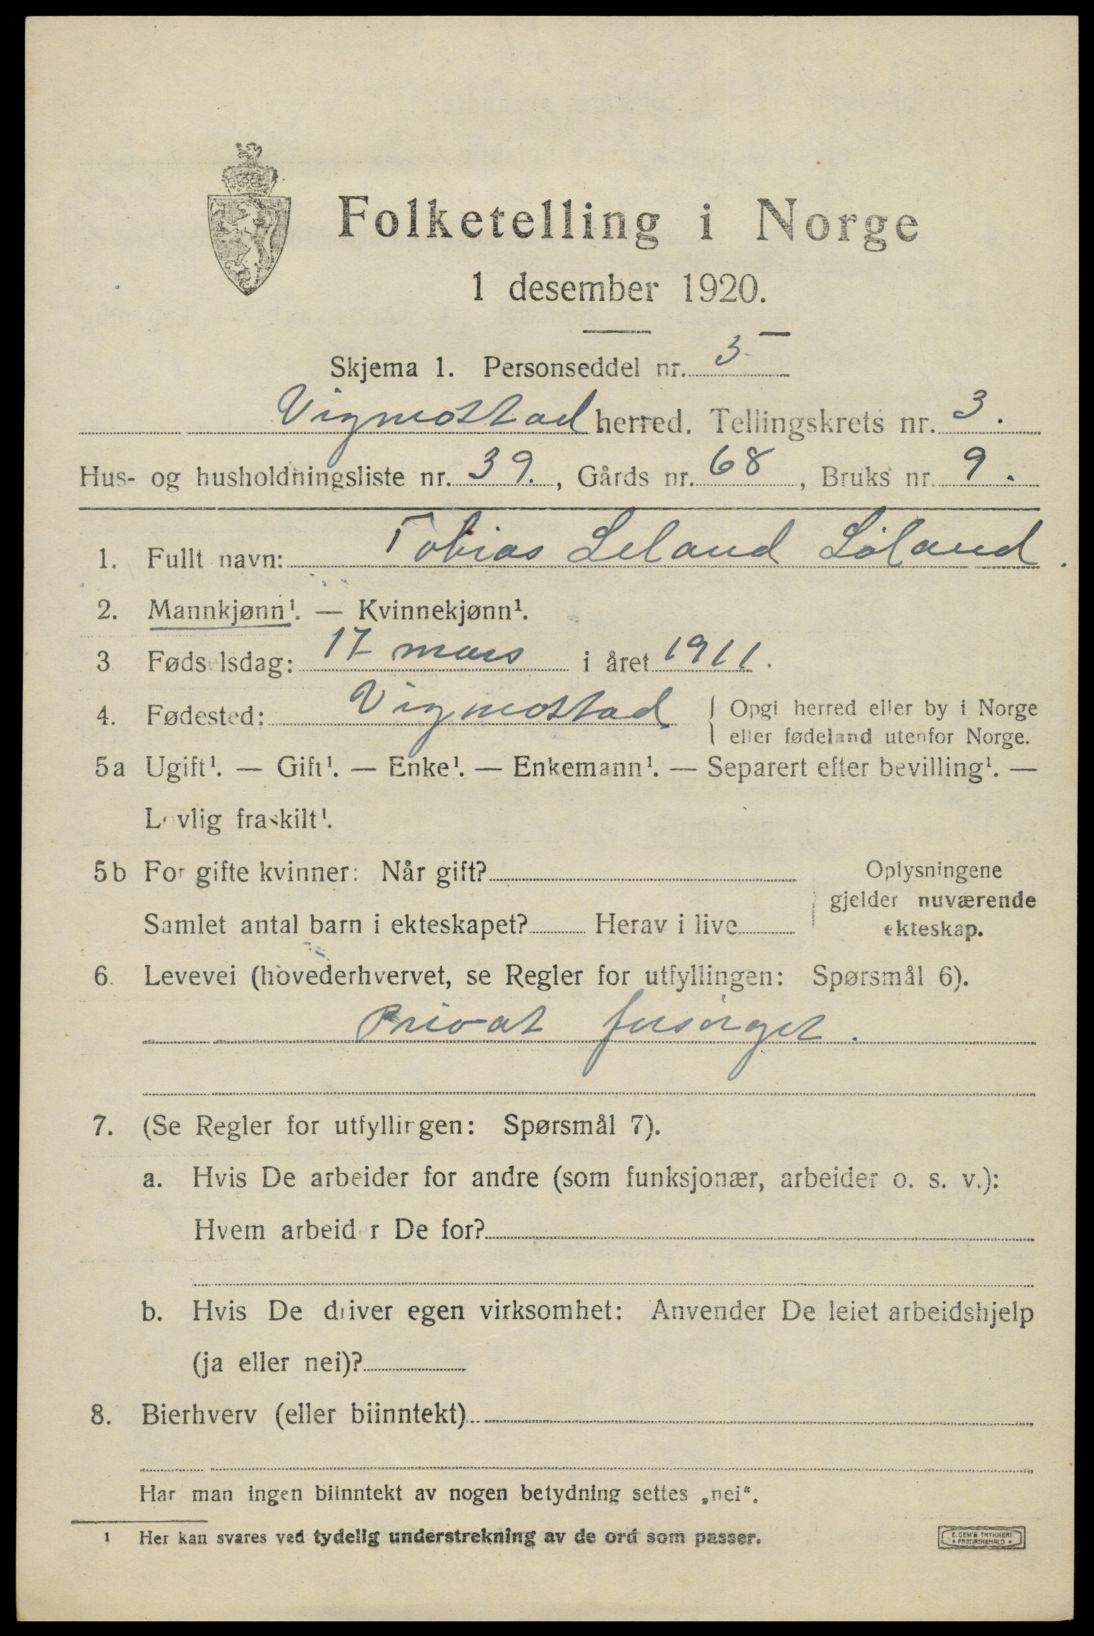 Folketelling i Norge
1 desember 1920.
Skjema 1. Personseddel nr. 5
Vigmostad herred. Tellingskrets nr. 3.
Hus- og husholdningsliste nr. 39., Gårds nr. 68, Bruks nr. 9.
1. Fullt navn: Tobias Leland Löland.
2. Mannkjønn¹. — Kvinnekjønn¹.
3 Fødselsdag: 17 mars i året 1911.
4. Fødested: Vigmostad { Opgi herred eller by i Norge
eller fødeland utenfor Norge.
5a Ugift¹. — Gift¹. — Enke¹. — Enkemann¹. — Separert efter bevilling¹. —
Lovlig fraskilt¹.
5b For gifte kvinner: Når gift? Oplysningene
gjelder nuværende
Samlet antal barn i ekteskapet? Herav i live ekteskap.
6. Levevei (hovederhvervet, se Regler for utfyllingen: Spørsmål 6).
Privat forsörget.
7. (Se Regler for utfyllingen: Spørsmål 7).
a. Hvis De arbeider for andre (som funksjonær, arbeider o. s. v.):
Hvem arbeider De for?
b. Hvis De driver egen virksomhet: Anvender De leiet arbeidshjelp
(ja eller nei)?
8. Bierhverv (eller biinntekt)
Har man ingen biinntekt av nogen betydning settes „nei“.
¹ Her kan svares ved tydelig understrekning av de ord som passer.